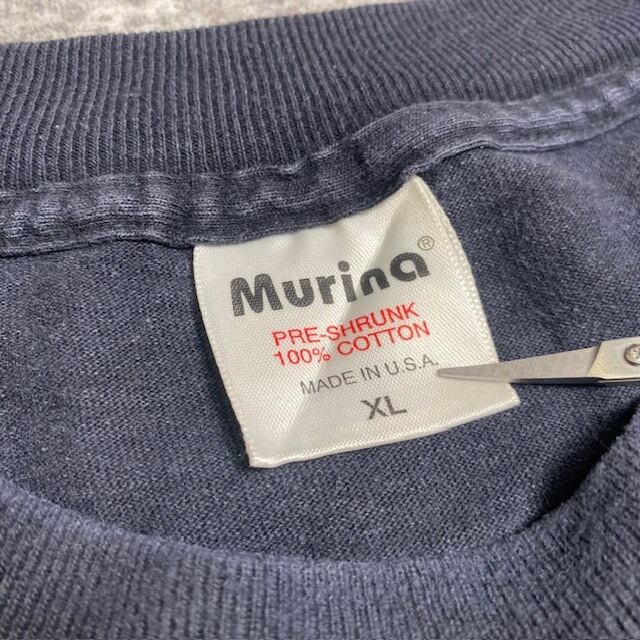 Murina®
PRE-SHRUNK
100% COTTON
MADE IN U.S.A.
XL